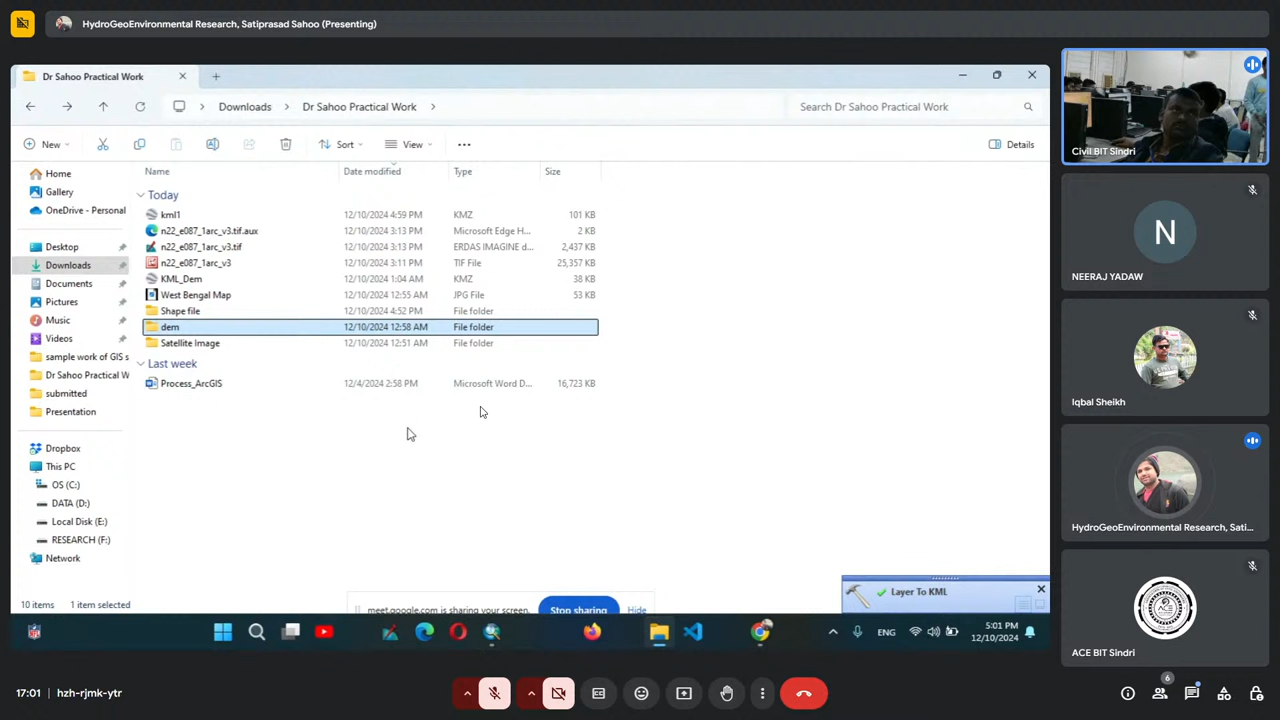 HydroGeoEnvironmental Research, Satiprasad Sahoo (Presenting)
Dr Sahoo Practical Work
Downloads
Dr Sahoo Practical Work
Search Dr Sahoo Practical Work
New
Sort
View
Details
Name
Date modified
Type
Size
Home
Gallery
OneDrive - Personal
Desktop
Downloads
Documents
Pictures
Music
Videos
sample work of GIS s
Dr Sahoo Practical W
submitted
Presentation
Dropbox
This PC
OS (C:)
DATA (D:)
Local Disk (E:)
RESEARCH (F:)
Network
Today
kml1 12/10/2024 4:59 PM KMZ 101 KB
n22_e087_1arc_v3.tif.aux 12/10/2024 3:13 PM Microsoft Edge H... 2 KB
n22_e087_1arc_v3.tif 12/10/2024 3:13 PM ERDAS IMAGINE d... 2,437 KB
n22_e087_1arc_v3 12/10/2024 3:11 PM TIF File 25,357 KB
KML_Dem 12/10/2024 1:04 AM KMZ 38 KB
West Bengal Map 12/10/2024 12:55 AM JPG File 53 KB
Shape file 12/10/2024 4:52 PM File folder
dem 12/10/2024 12:58 AM File folder
Satellite Image 12/10/2024 12:51 AM File folder
Last week
Process_ArcGIS 12/4/2024 2:58 PM Microsoft Word D... 16,723 KB
10 items
1 item selected
meet.google.com is sharing your screen.
Stop sharing
Hide
Layer To KML
ENG
5:01 PM
12/10/2024
Civil BIT Sindri
N
NEERAJ YADAW
Iqbal Sheikh
HydroGeoEnvironmental Research, Sati...
ACE BIT Sindri
17:01
hzh-rjmk-ytr
6